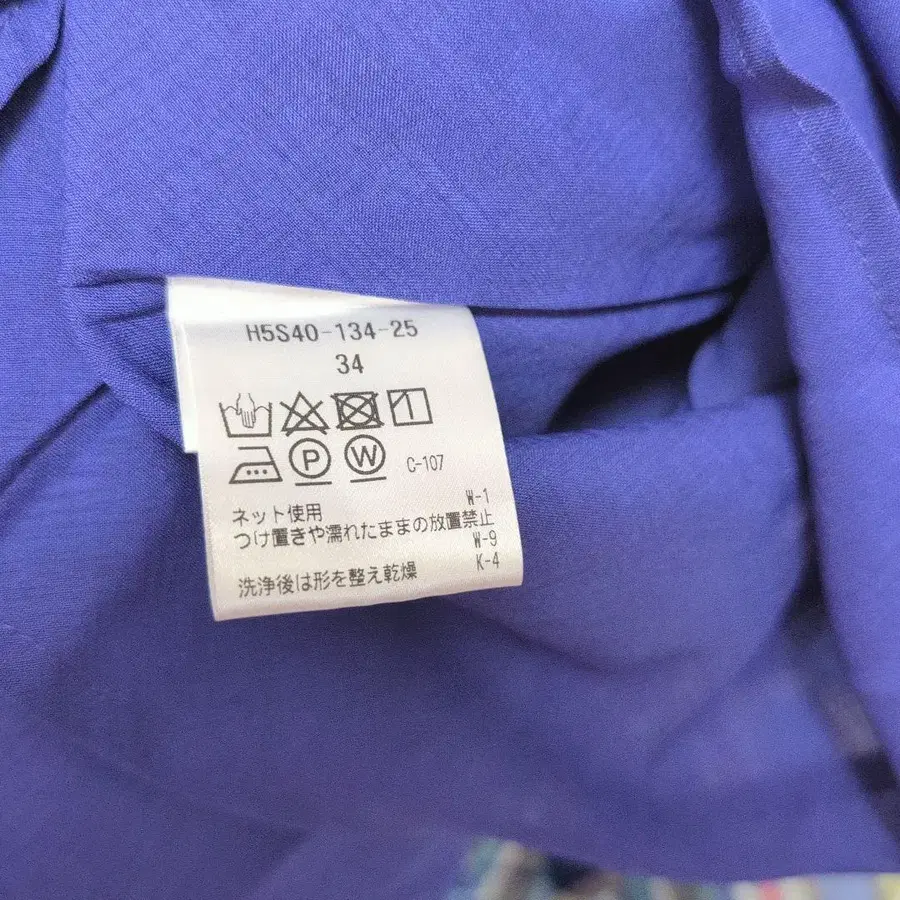 H5S40-134-25
34
P W C-107
ネット使用 W-1
つけ置きや濡れたままの放置禁止
W-9
洗浄後は形を整え乾燥 K-4